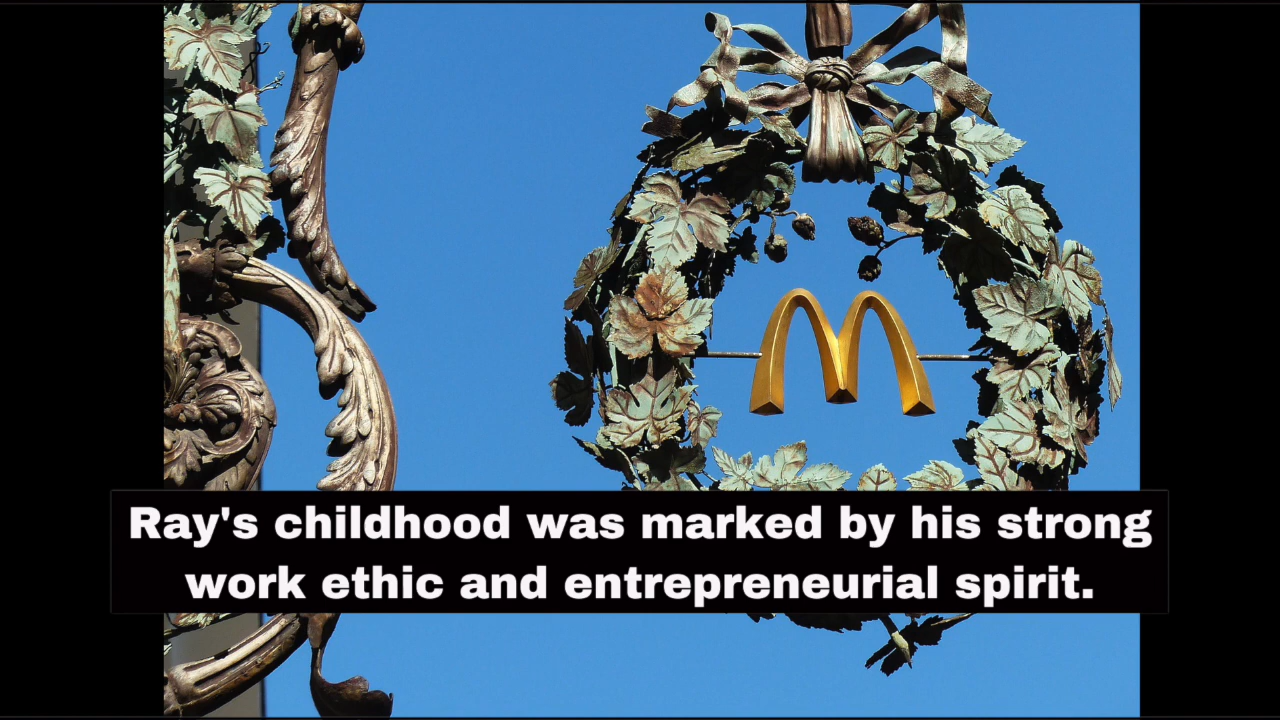 Ray's childhood was marked by his strong
work ethic and entrepreneurial spirit.